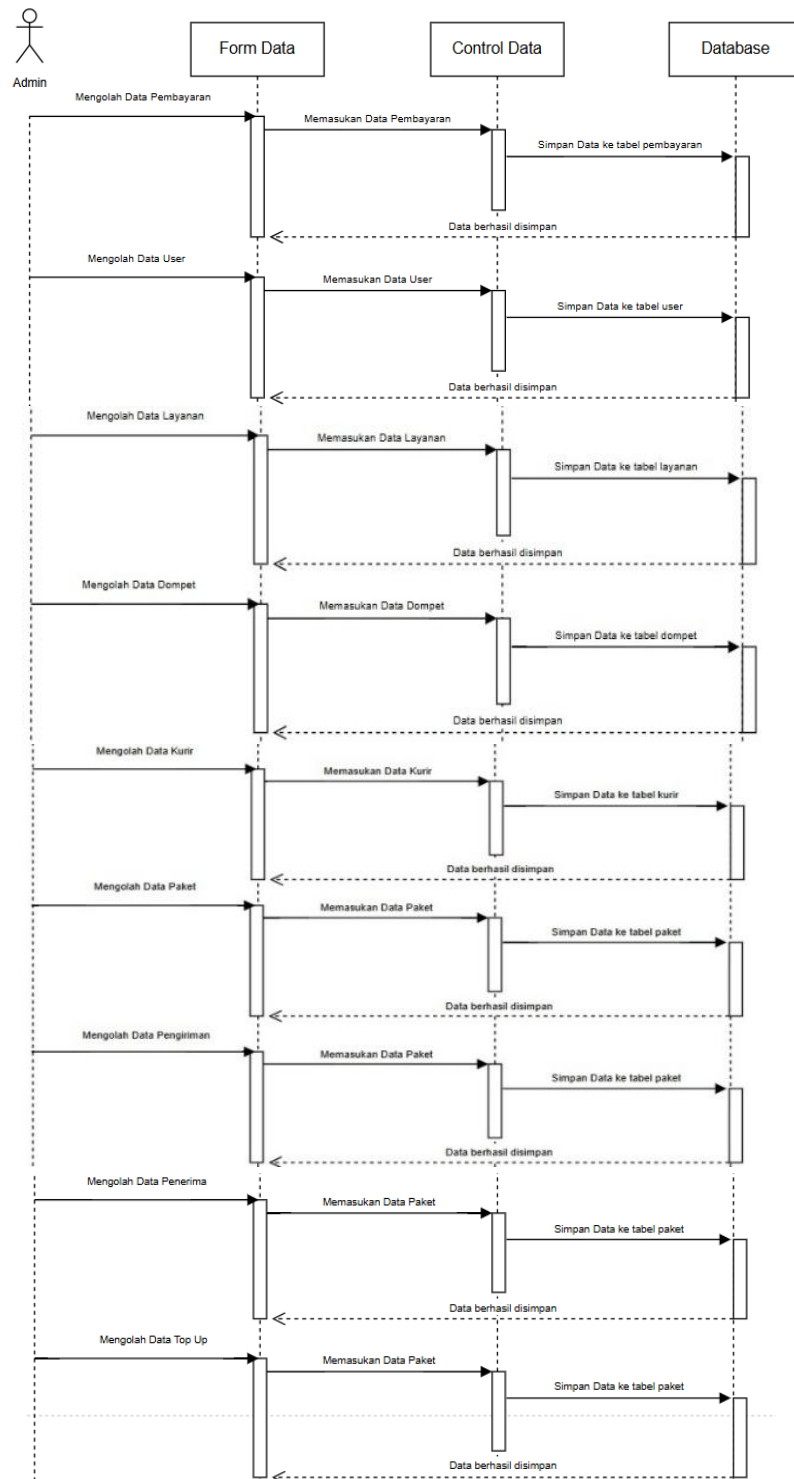 Form Data
Control Data
Database
Admin
Mengolah Data Pembayaran
Memasukan Data Pembayaran
Simpan Data ke tabel pembayaran
Data berhasil disimpan
Mengolah Data User
Memasukan Data User
Simpan Data ke tabel user
Data berhasil disimpan
Mengolah Data Layanan
Memasukan Data Layanan
Simpan Data ke tabel layanan
Data berhasil disimpan
Mengolah Data Dompet
Memasukan Data Dompet
Simpan Data ke tabel dompet
Data berhasil disimpan
Mengolah Data Kurir
Memasukan Data Kurir
Simpan Data ke tabel kurir
Data berhasil disimpan
Mengolah Data Paket
Memasukan Data Paket
Simpan Data ke tabel paket
Data berhasil disimpan
Mengolah Data Pengiriman
Memasukan Data Paket
Simpan Data ke tabel paket
Data berhasil disimpan
Mengolah Data Penerima
Memasukan Data Paket
Simpan Data ke tabel paket
Data berhasil disimpan
Mengolah Data Top Up
Memasukan Data Paket
Simpan Data ke tabel paket
Data berhasil disimpan